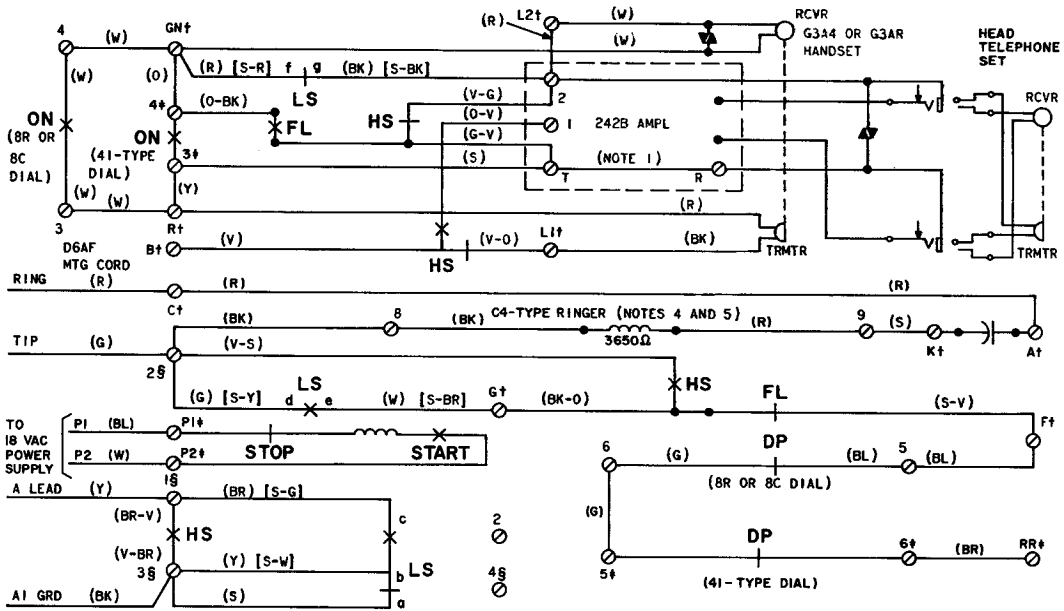 4 (W) GN† (R) L2† (W) RCVR
(W) G3A4 OR G3AR
HANDSET
HEAD
TELEPHONE
SET
(W) (O) (R) [S-R] f g (BK) [S-BK]
LS
RCVR
4‡ (O-BK) (V-G) 2
FL HS (O-V) 1 242B AMPL
ON
(8R OR
8C
DIAL)
ON
(41-TYPE
DIAL)
3‡ (G-V)
(S) T (NOTE 1) R
(Y)
(W) (W) (R)
3 R†
D6AF
MTG CORD
B† (V) HS (V-O) L1† (BK) TRMTR TRMTR
RING (R) (R) (R)
C†
(BK) 8 (BK) C4-TYPE RINGER (NOTES 4 AND 5) (R) 9 (S)
3650Ω K† A†
TIP (G) (V-S)
2§ HS
LS
(G) [S-Y] d e (W) [S-BR] G† (BK-O) FL (S-V) F†
TO
18 VAC
POWER
SUPPLY
P1 (BL) P1‡
STOP START
P2 (W) P2‡
6 (G) DP (BL) 5 (BL)
(8R OR 8C DIAL)
1§
A LEAD (Y) (BR) [S-G]
(BR-V) c 2 (G)
HS DP
(V-BR) (Y) [S-W] b LS 5‡ 6‡ (BR) RR‡
3§ 4§ (41-TYPE DIAL)
A1 GRD (BK) (S) a